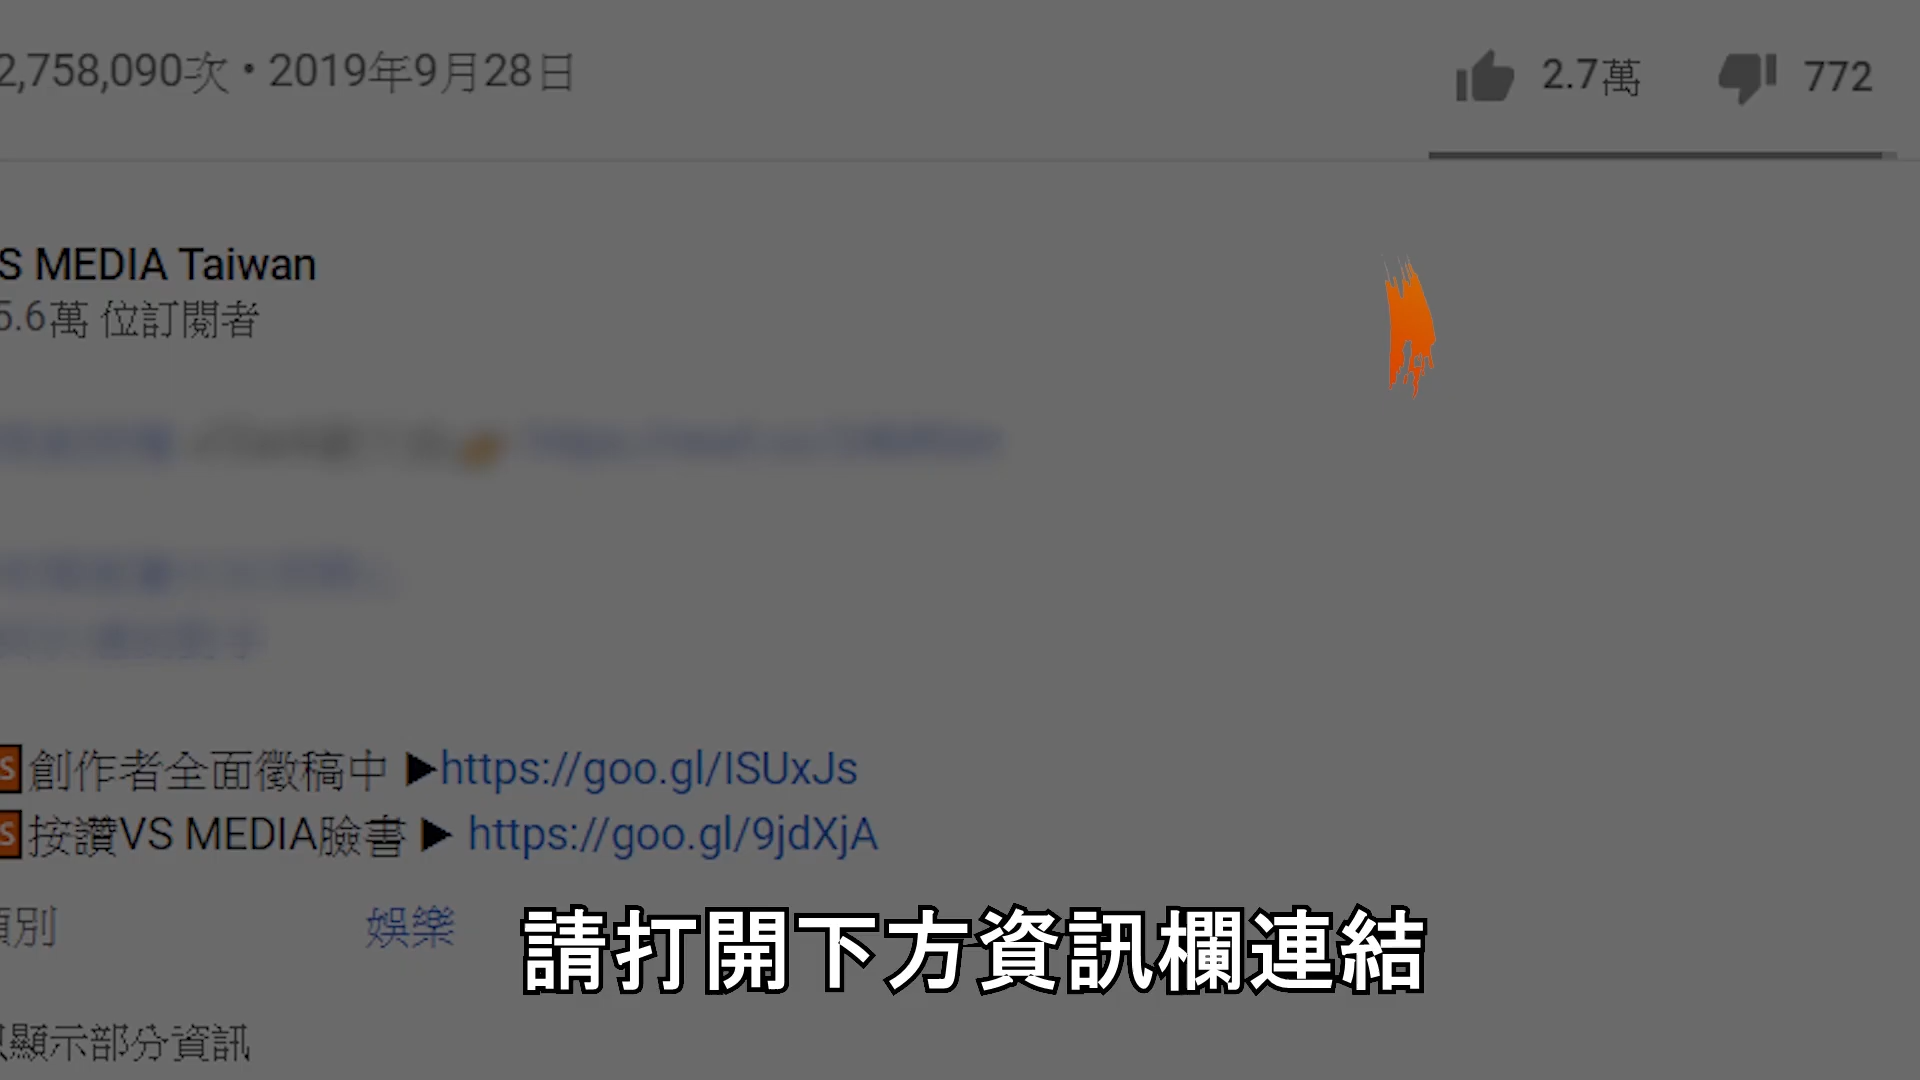 2,758,090次 • 2019年9月28日
2.7萬
772
S MEDIA Taiwan
5.6萬 位訂閱者
創作者全面徵稿中 ▶https://goo.gl/ISUxJs
按讚VS MEDIA臉書 ▶ https://goo.gl/9jdXjA
類別
娛樂
請打開下方資訊欄連結
只顯示部分資訊